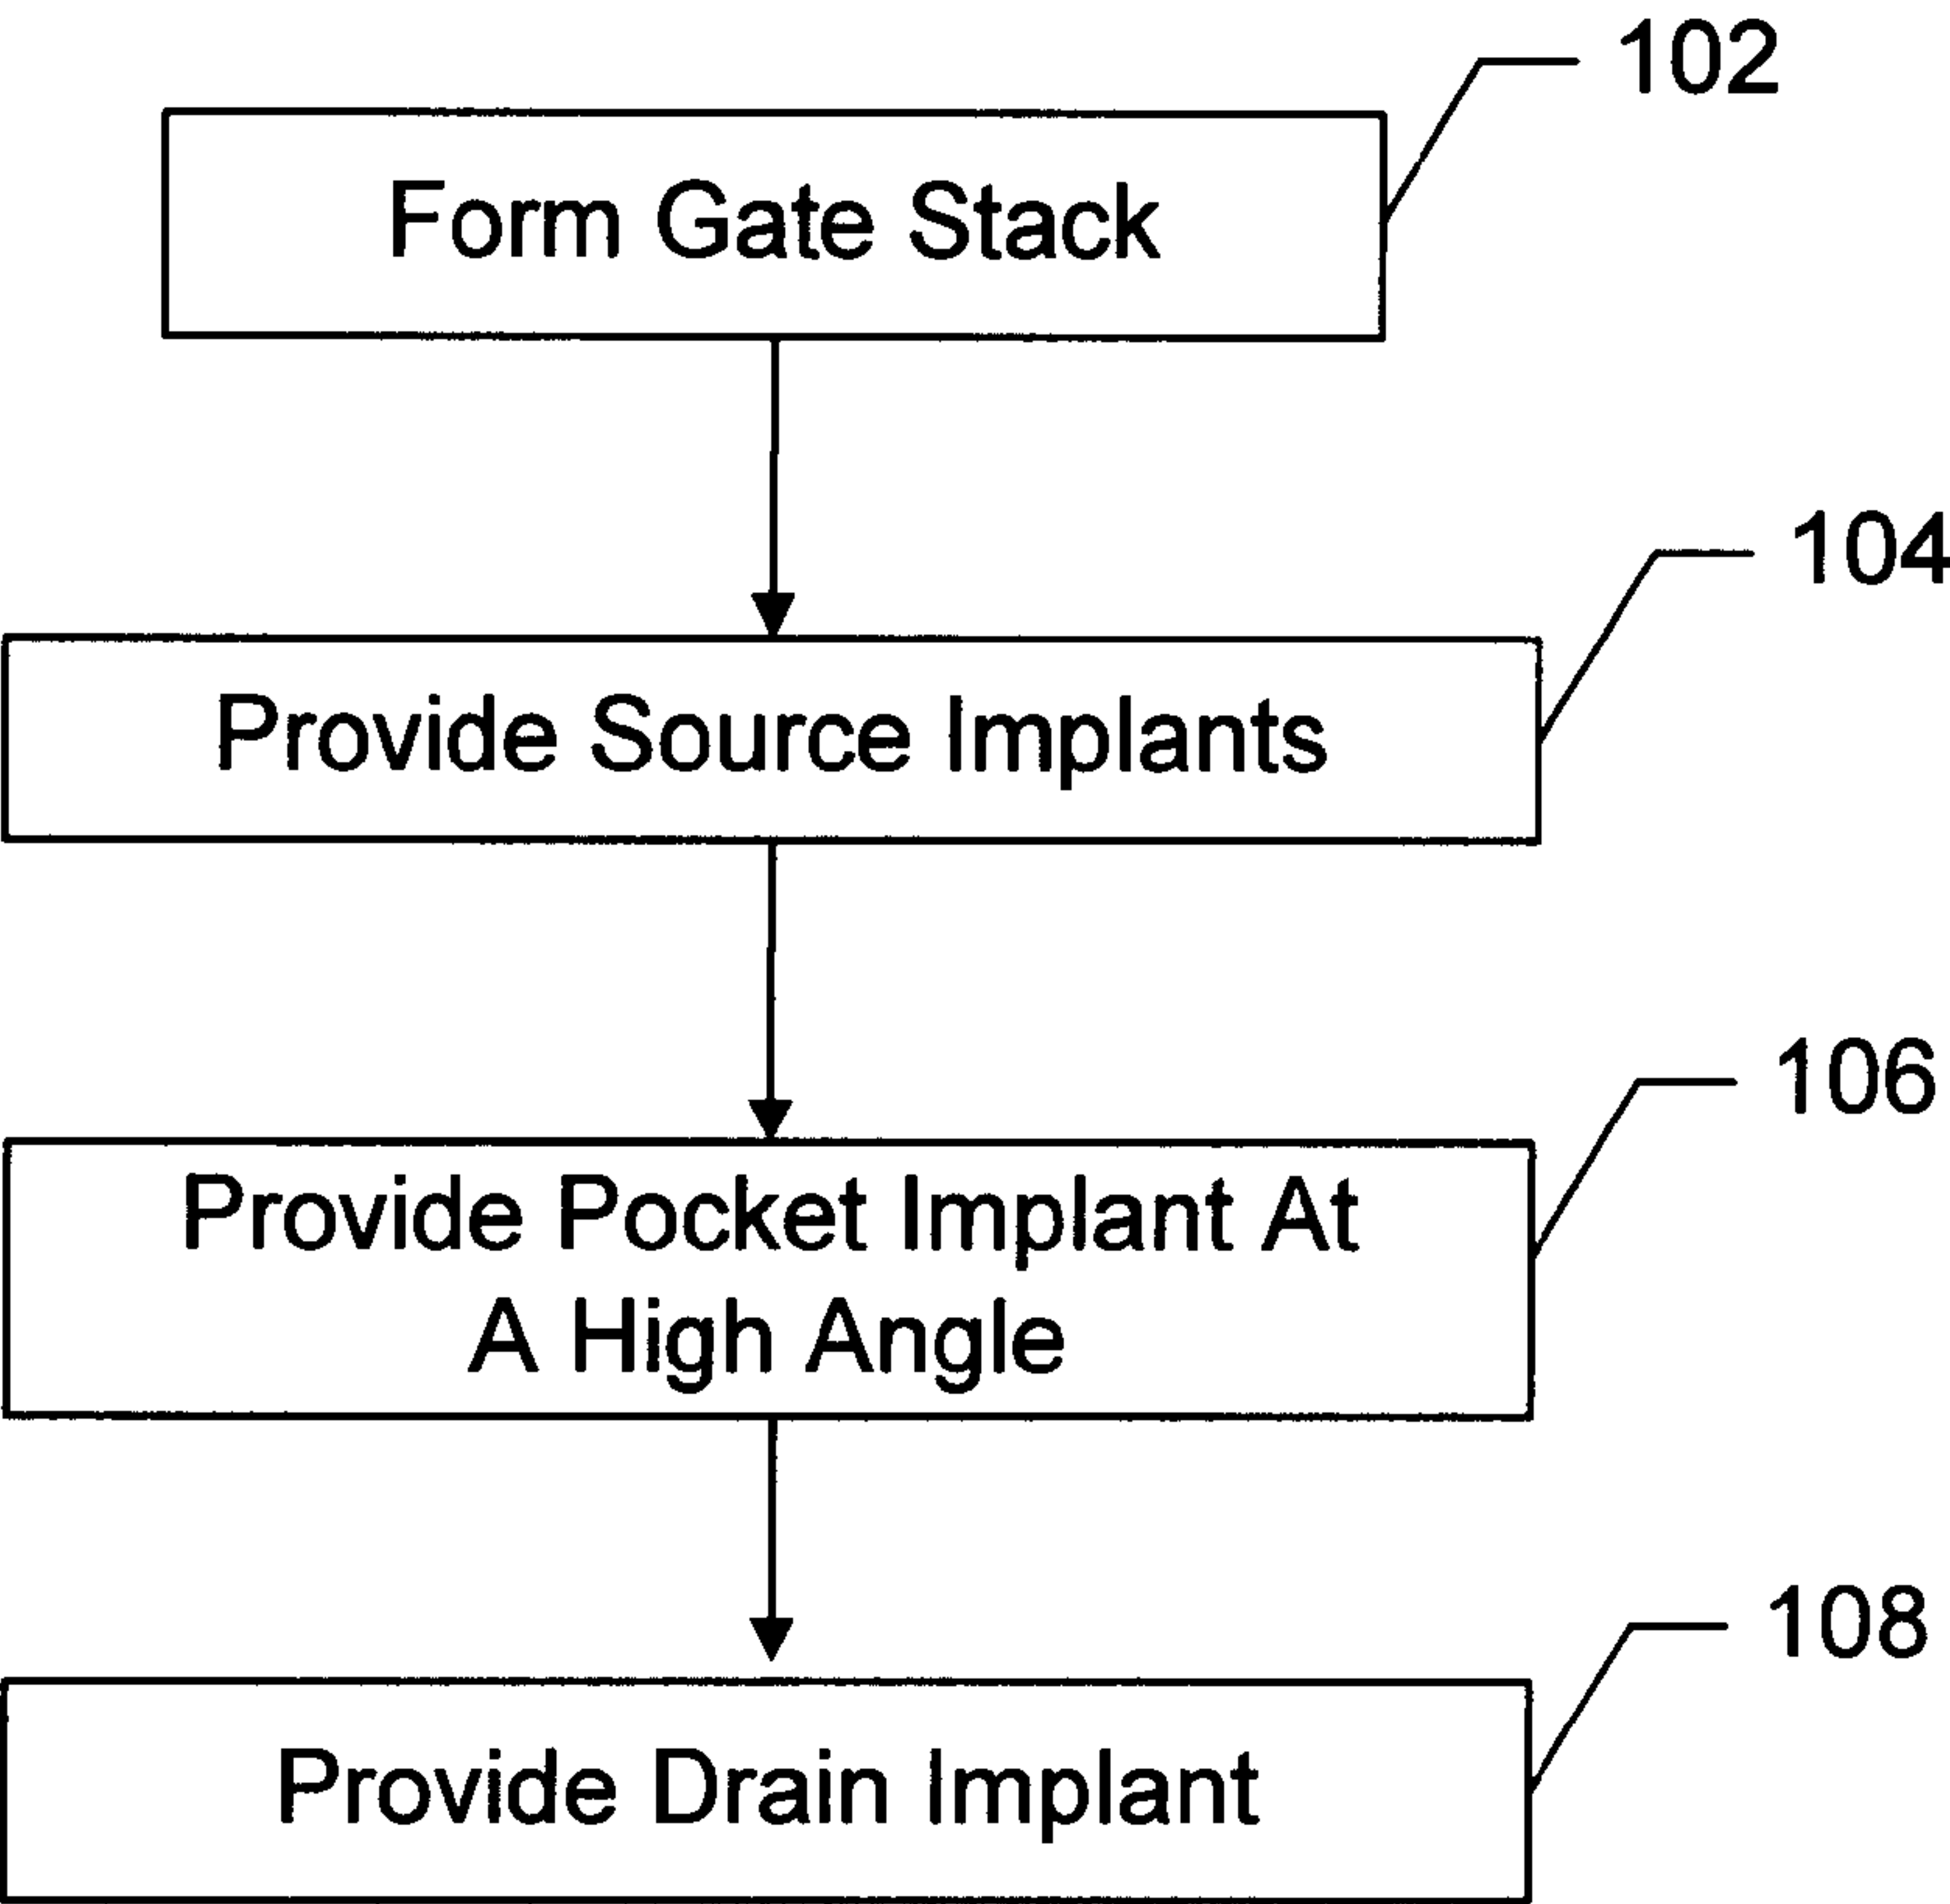 102
Form Gate Stack
104
Provide Source Implants
106
Provide Pocket Implant At
A High Angle
108
Provide Drain Implant